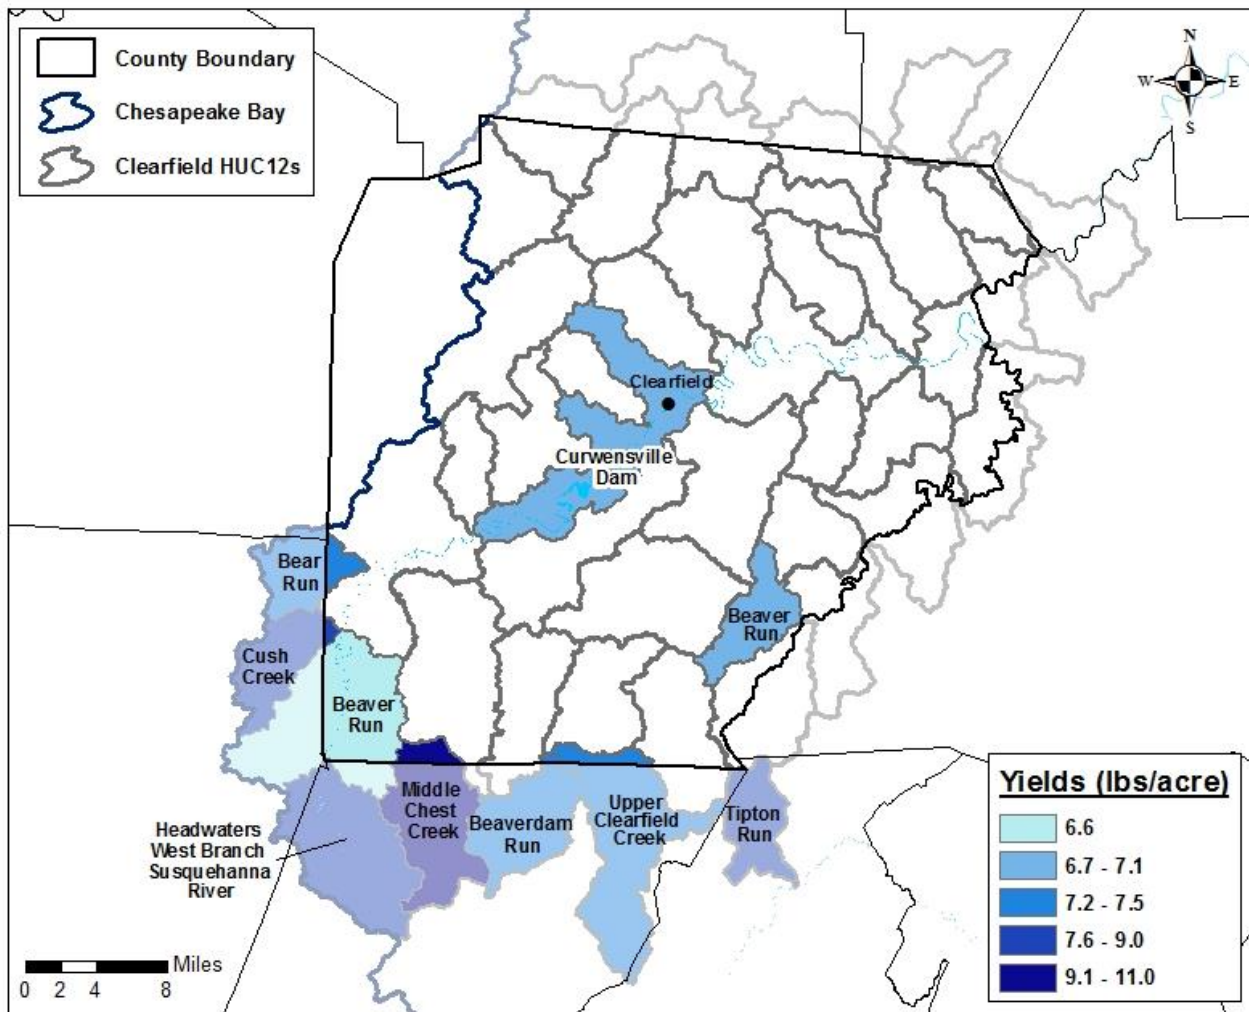 County Boundary
Chesapeake Bay
Clearfield HUC12s
N
W E
S
Clearfield
Curwensville
Dam
Bear
Run
Beaver
Run
Cush
Creek
Beaver
Run
Middle
Chest
Creek
Beaverdam
Run
Upper
Clearfield
Creek
Tipton
Run
Headwaters
West Branch
Susquehanna
River
Miles
0 2 4 8
Yields (lbs/acre)
6.6
6.7 - 7.1
7.2 - 7.5
7.6 - 9.0
9.1 - 11.0